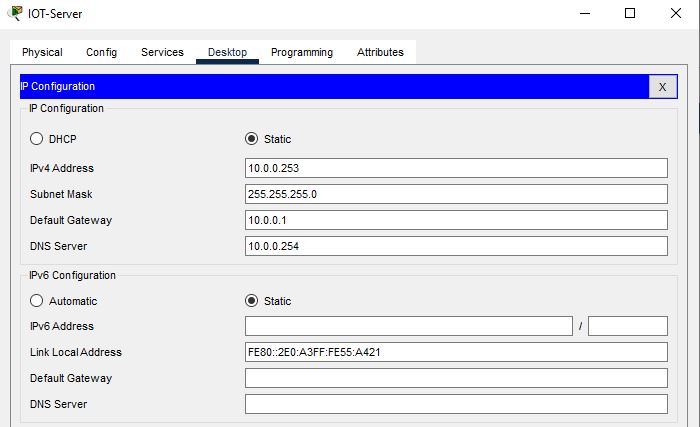 IOT-Server
Physical Config Services Desktop Programming Attributes
IP Configuration X
IP Configuration
DHCP Static
IPv4 Address 10.0.0.253
Subnet Mask 255.255.255.0
Default Gateway 10.0.0.1
DNS Server 10.0.0.254
IPv6 Configuration
Automatic Static
IPv6 Address /
Link Local Address FE80::2E0:A3FF:FE55:A421
Default Gateway
DNS Server